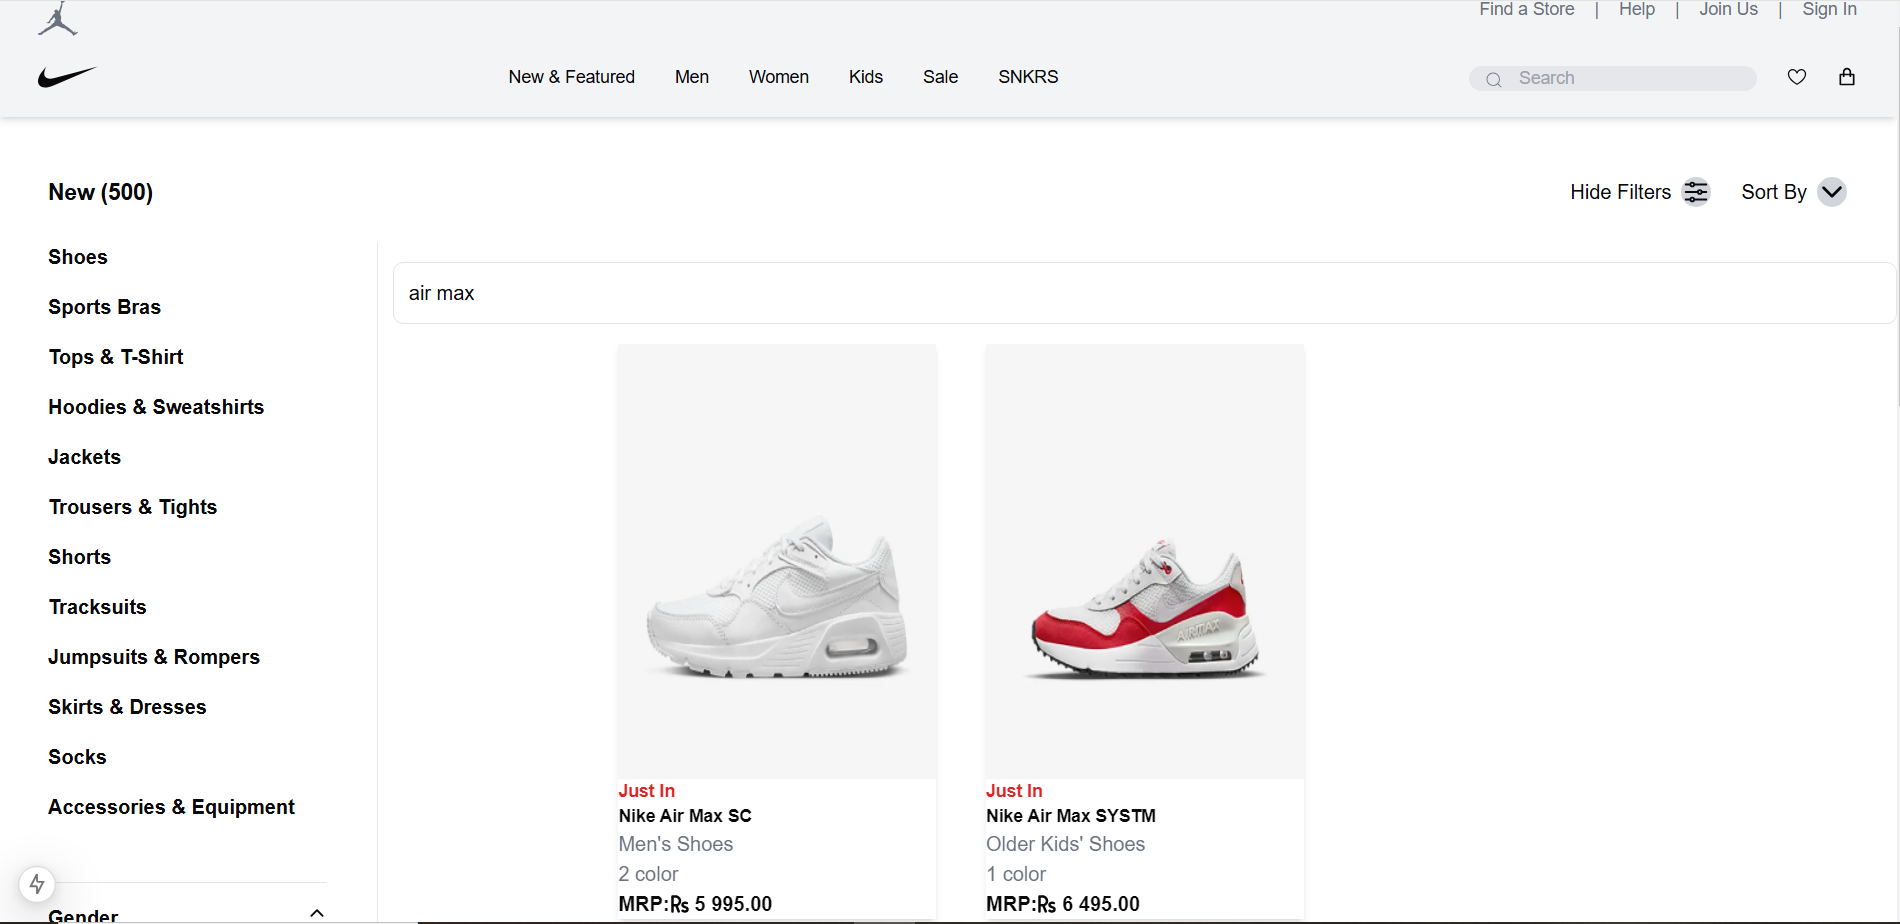 Find a Store | Help | Join Us | Sign In
New & Featured Men Women Kids Sale SNKRS Search
New (500) Hide Filters Sort By
Shoes
Sports Bras
Tops & T-Shirt
Hoodies & Sweatshirts
Jackets
Trousers & Tights
Shorts
Tracksuits
Jumpsuits & Rompers
Skirts & Dresses
Socks
Accessories & Equipment
Gender
air max
AIRMAX
Just In
Nike Air Max SC
Men's Shoes
2 color
MRP:₨ 5 995.00
Just In
Nike Air Max SYSTM
Older Kids' Shoes
1 color
MRP:₨ 6 495.00